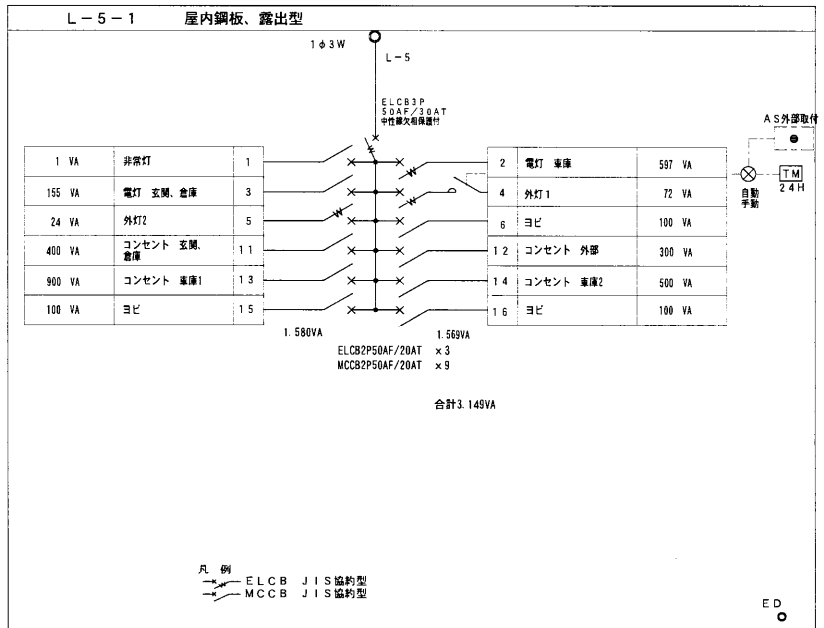 L－5－1 屋内鋼板、露出型
1φ3W
L－5
ELCB3P
50AF／30AT
中性線欠相保護付
AS外部取付
1 VA 非常灯 1
2 電灯 車庫 597 VA
155 VA 電灯 玄関、倉庫 3
4 外灯1 72 VA
TM
24H
自動
手動
24 VA 外灯2 5
6 ヨビ 100 VA
400 VA コンセント 玄関、
倉庫 11
12 コンセント 外部 300 VA
900 VA コンセント 車庫1 13
14 コンセント 車庫2 500 VA
100 VA ヨビ 15
16 ヨビ 100 VA
1.580VA 1.569VA
ELCB2P50AF/20AT ×3
MCCB2P50AF/20AT ×9
合計3.149VA
凡 例
ELCB JIS協約型
MCCB JIS協約型
ED